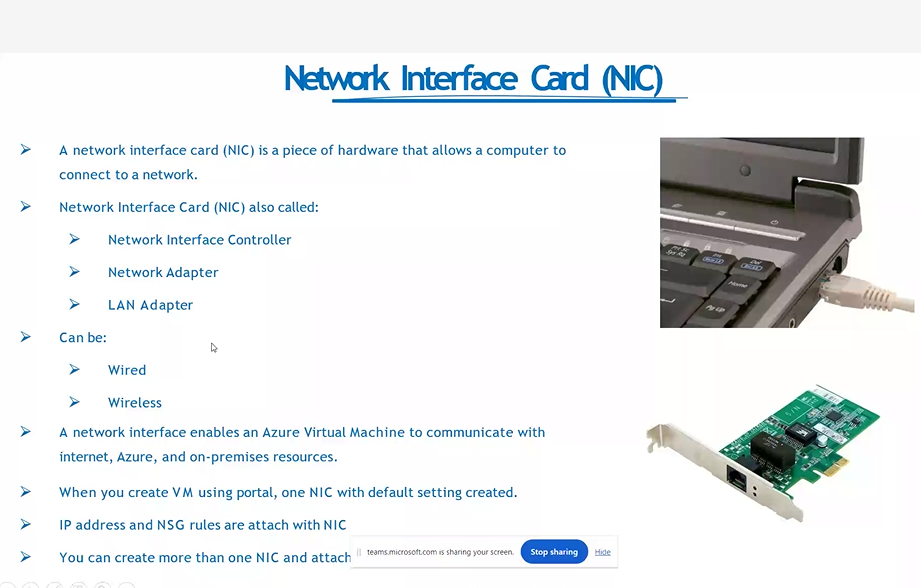 Network Interface Card (NIC)
A network interface card (NIC) is a piece of hardware that allows a computer to
connect to a network.
Network Interface Card (NIC) also called:
Network Interface Controller
Network Adapter
LAN Adapter
Can be:
Wired
Wireless
A network interface enables an Azure Virtual Machine to communicate with
internet, Azure, and on-premises resources.
When you create VM using portal, one NIC with default setting created.
IP address and NSG rules are attach with NIC
You can create more than one NIC and attach
teams.microsoft.com is sharing your screen. Stop sharing Hide
Home
Pg Up